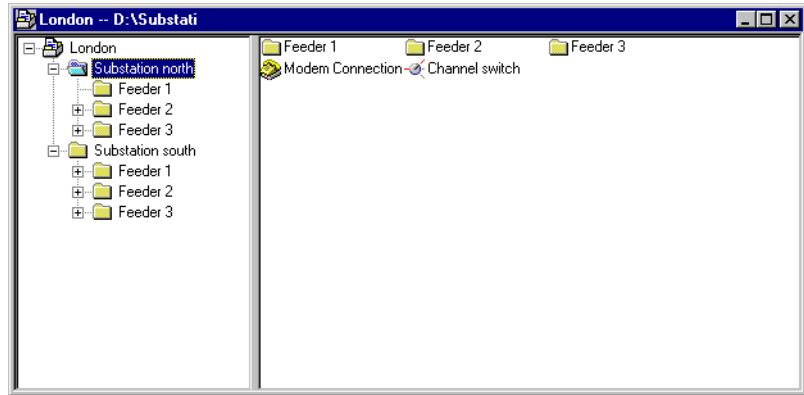 London -- D:\Substati
London
Substation north
Feeder 1
Feeder 2
Feeder 3
Substation south
Feeder 1
Feeder 2
Feeder 3
Feeder 1 Feeder 2 Feeder 3
Modem Connection Channel switch